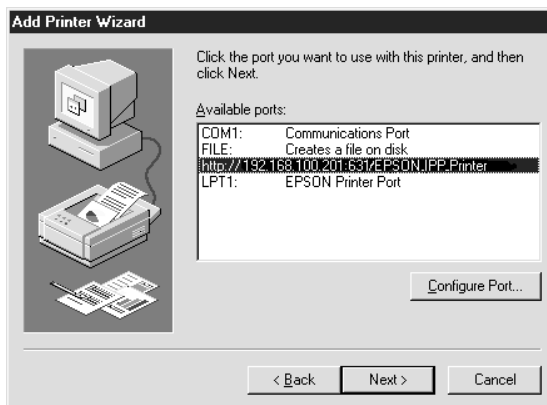 Add Printer Wizard
Click the port you want to use with this printer, and then
click Next.
Available ports:
COM1: Communications Port
FILE: Creates a file on disk
http://192.168.100.201:631/EPSON_IPP_Printer
LPT1: EPSON Printer Port
Configure Port...
< Back
Next >
Cancel